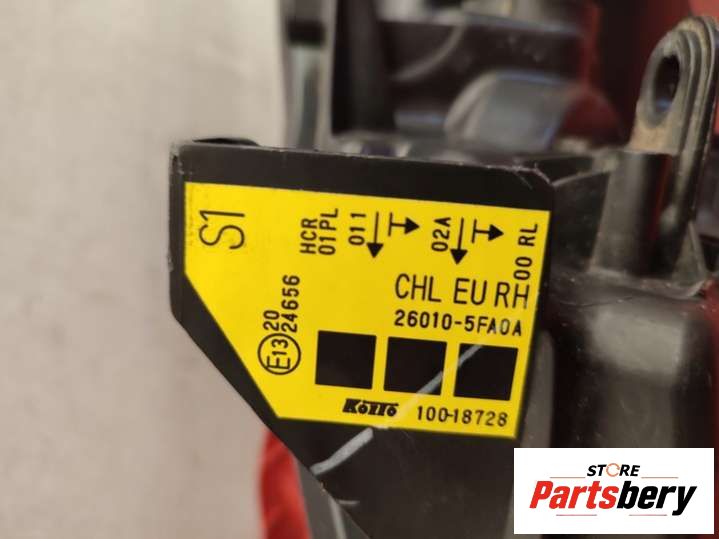 S1
HCR
01PL
011
02A
00 RL
CHL EU RH
26010-5FA0A
E13
20
24656
KOITO 100-18728
STORE
Partsbery